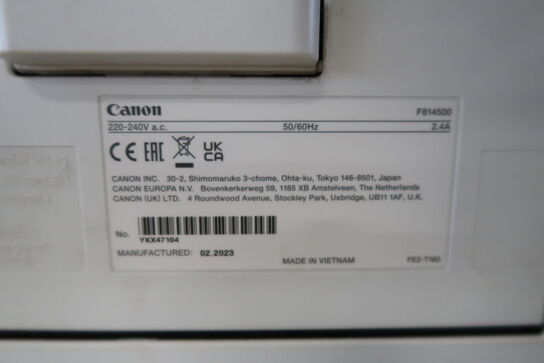 Canon
F814500
220-240V a.c. 50/60Hz 2.4A
CE EAC UK CA
CANON INC. 30-2, Shimomaruko 3-chome, Ohta-ku, Tokyo 146-8501, Japan
CANON EUROPA N.V. Bovenkerkerweg 59, 1185 XB Amstelveen, The Netherlands
CANON (UK) LTD. 4 Roundwood Avenue, Stockley Park, Uxbridge, UB11 1AF, U.K.
No.
YKX47104
MANUFACTURED: 02.2023
MADE IN VIETNAM
FE2-T160